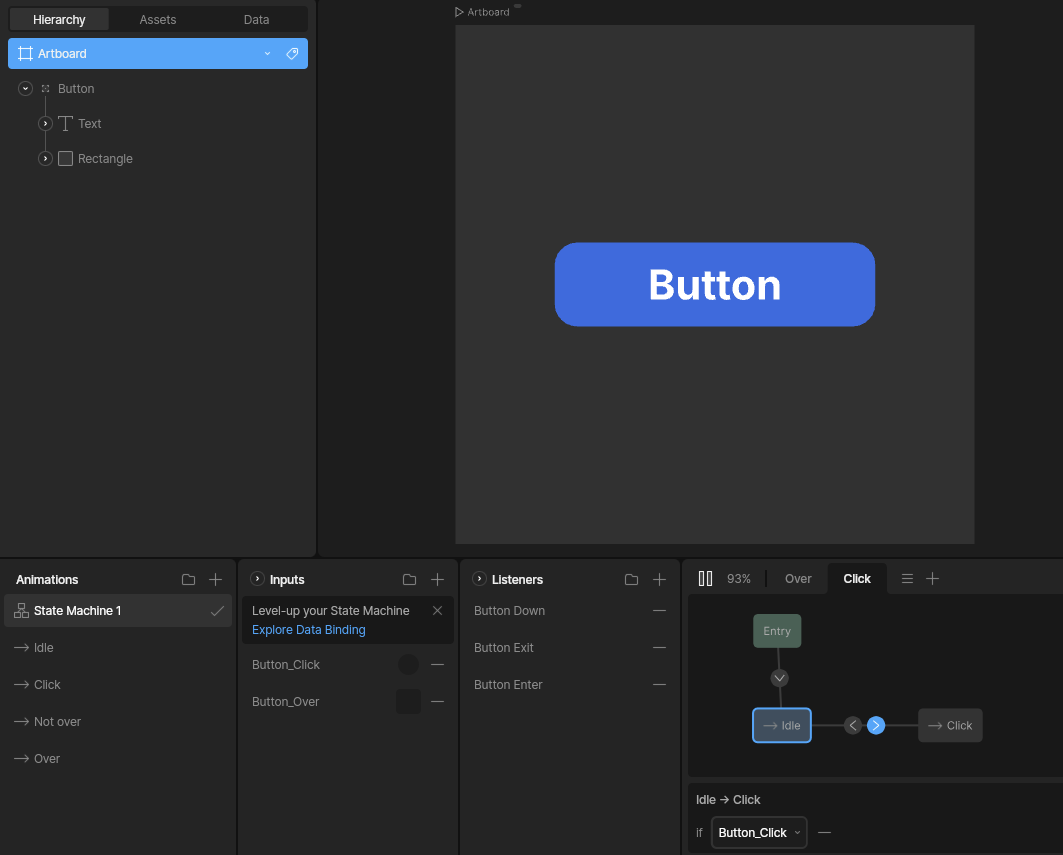 Hierarchy
Assets
Data
Artboard
Button
Text
Rectangle
Artboard
Button
Animations
State Machine 1
Idle
Click
Not over
Over
Inputs
Level-up your State Machine
Explore Data Binding
Button_Click
Button_Over
Listeners
Button Down
Button Exit
Button Enter
93%
Over
Click
Entry
Idle
Click
Idle → Click
if
Button_Click